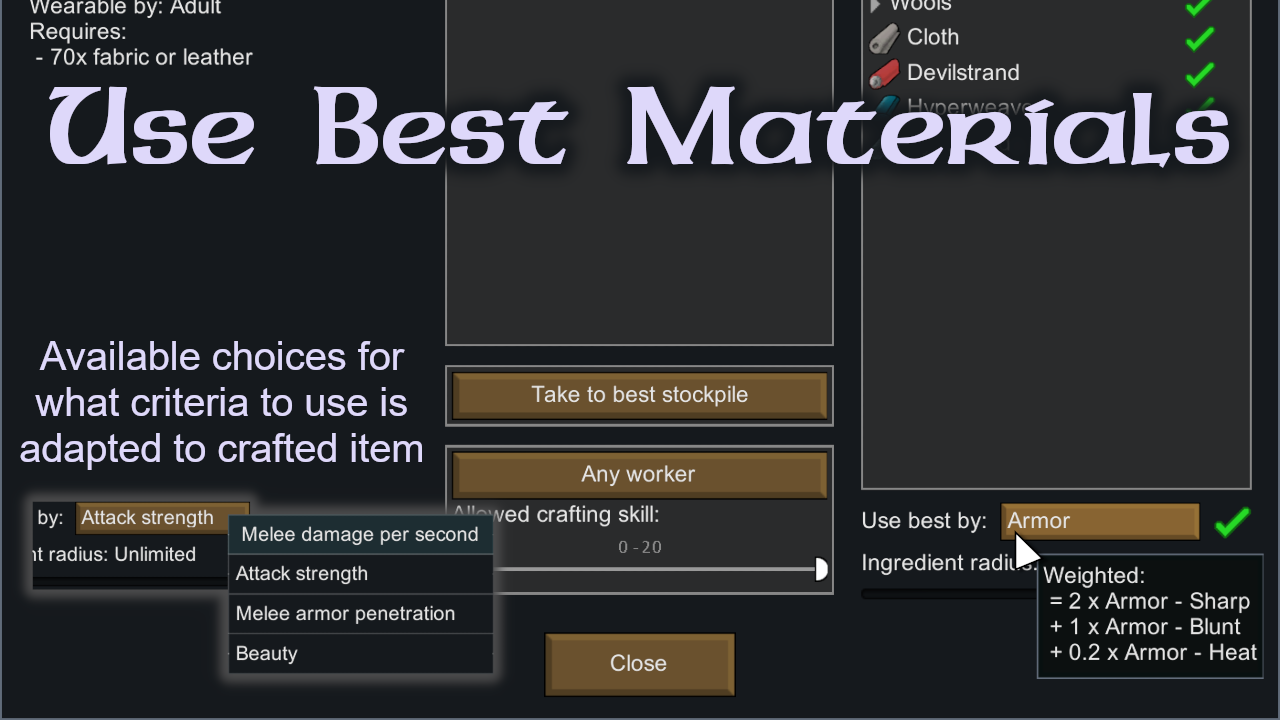 Wearable by: Adult
Requires:
- 70x fabric or leather
Wools
Cloth
Devilstrand
Hyperweave
Use Best Materials
Available choices for
what criteria to use is
adapted to crafted item
by: Attack strength
nt radius: Unlimited
Melee damage per second
Attack strength
Melee armor penetration
Beauty
Take to best stockpile
Any worker
Allowed crafting skill:
0 - 20
Close
Use best by: Armor
Ingredient radius:
Weighted:
= 2 x Armor - Sharp
+ 1 x Armor - Blunt
+ 0.2 x Armor - Heat